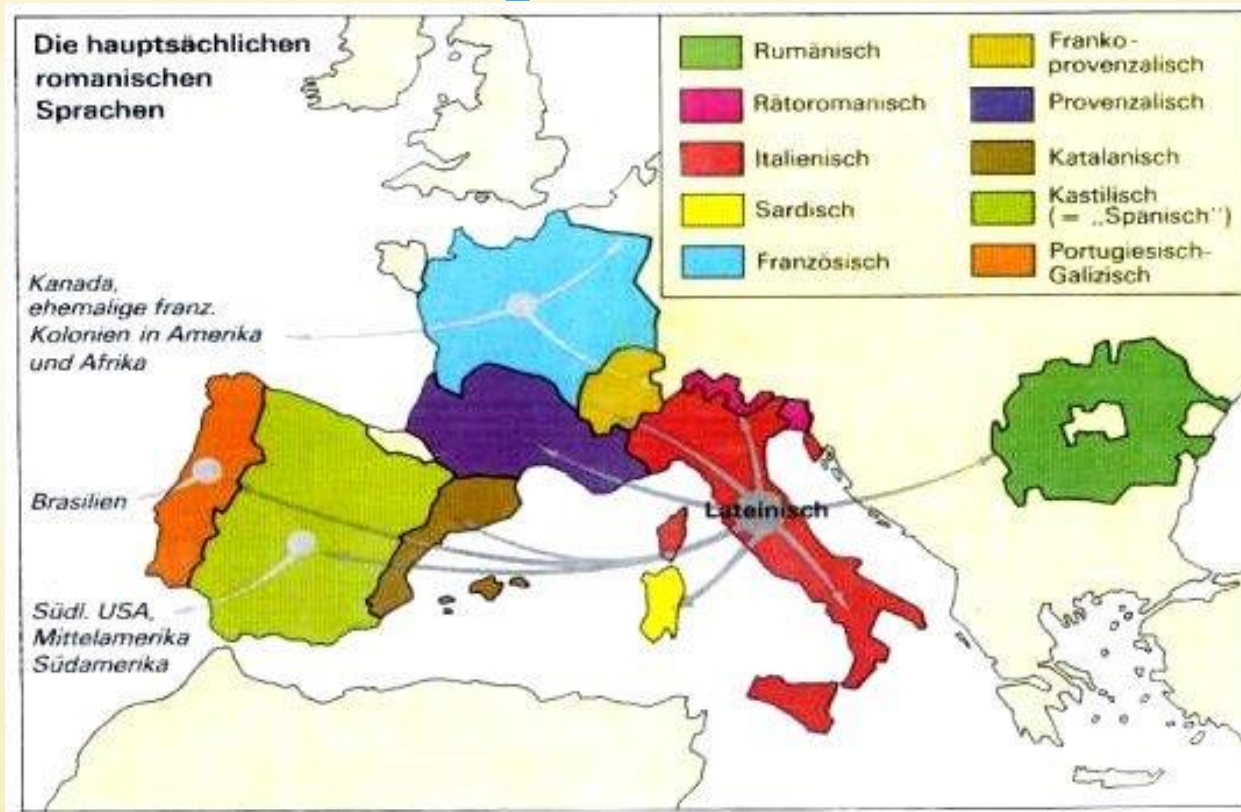 Die hauptsächlichen
romanischen
Sprachen
Rumänisch
Rätoromanisch
Italienisch
Sardisch
Französisch
Franko-
provenzalisch
Provenzalisch
Katalanisch
Kastilisch
(= „Spanisch")
Portugiesisch-
Galizisch
Kanada,
ehemalige franz.
Kolonien in Amerika
und Afrika
Brasilien
Lateinisch
Südl. USA,
Mittelamerika
Südamerika